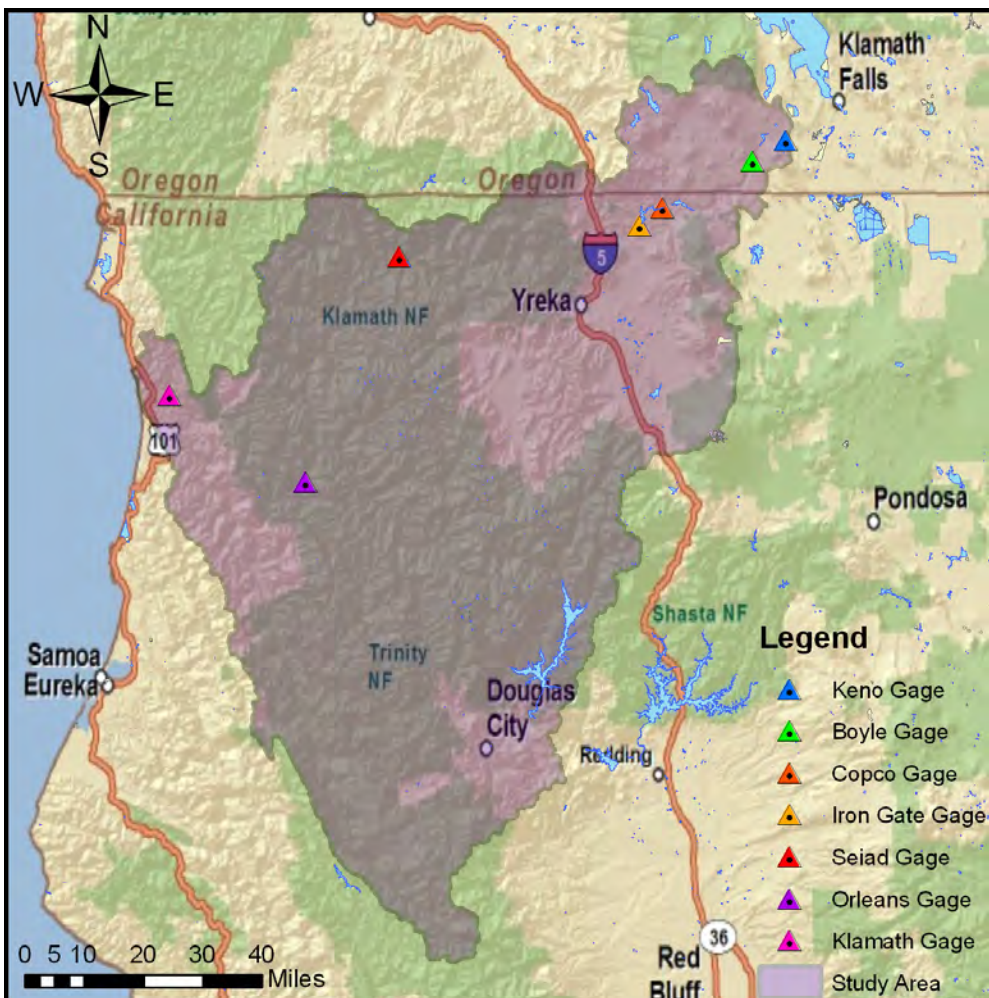 N
W E
S
Klamath
Falls
Oregon
Oregon
California
5
Yreka
Klamath NF
101
Pondosa
Shasta NF
Trinity
NF
Samoa
Eureka
Douglas
City
Redding
36
Red
Bluff
Legend
Keno Gage
Boyle Gage
Copco Gage
Iron Gate Gage
Seiad Gage
Orleans Gage
Klamath Gage
Study Area
0 5 10 20 30 40
Miles